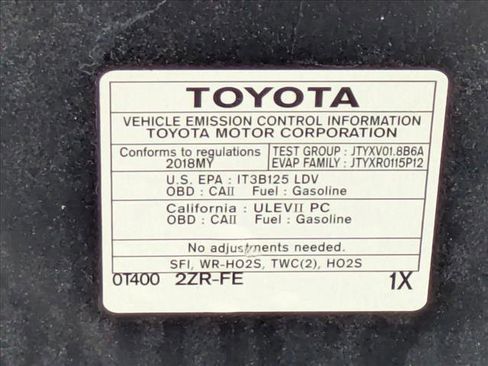 TOYOTA
VEHICLE EMISSION CONTROL INFORMATION
TOYOTA MOTOR CORPORATION
Conforms to regulations
2018MY
TEST GROUP : JTYXV01.8B6A
EVAP FAMILY : JTYXR0115P12
U.S. EPA : IT3B125 LDV
OBD : CAII Fuel : Gasoline
California : ULEVII PC
OBD : CAII Fuel : Gasoline
No adjustments needed.
SFI, WR-HO2S, TWC(2), HO2S
0T400 2ZR-FE 1X